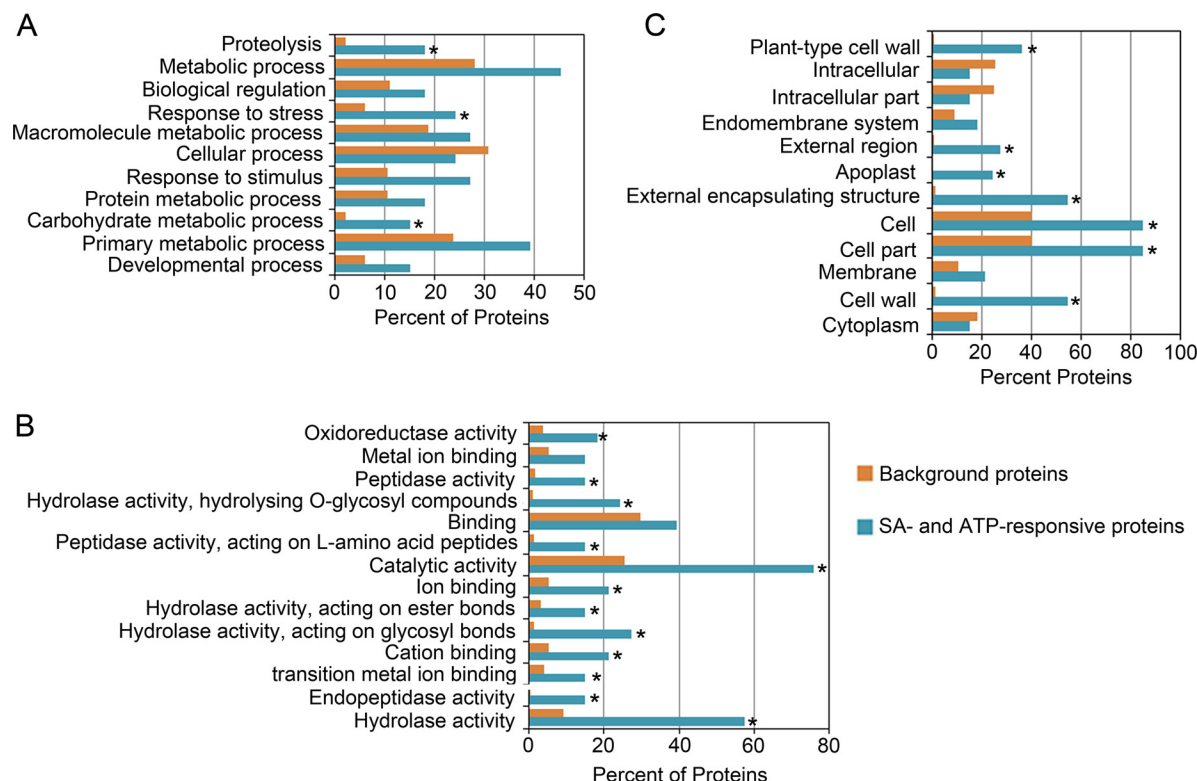 A
Proteolysis
*
Metabolic process
Biological regulation
Response to stress
*
Macromolecule metabolic process
Cellular process
Response to stimulus
Protein metabolic process
Carbohydrate metabolic process
*
Primary metabolic process
Developmental process
0 10 20 30 40 50
Percent of Proteins
C
Plant-type cell wall
*
Intracellular
Intracellular part
Endomembrane system
External region
*
Apoplast
*
External encapsulating structure
*
Cell
*
Cell part
*
Membrane
Cell wall
*
Cytoplasm
0 20 40 60 80 100
Percent Proteins
B
Oxidoreductase activity
*
Metal ion binding
Peptidase activity
*
Hydrolase activity, hydrolysing O-glycosyl compounds
*
Binding
Peptidase activity, acting on L-amino acid peptides
*
Catalytic activity
*
Ion binding
*
Hydrolase activity, acting on ester bonds
*
Hydrolase activity, acting on glycosyl bonds
*
Cation binding
*
transition metal ion binding
*
Endopeptidase activity
*
Hydrolase activity
*
0 20 40 60 80
Percent of Proteins
Background proteins
SA- and ATP-responsive proteins